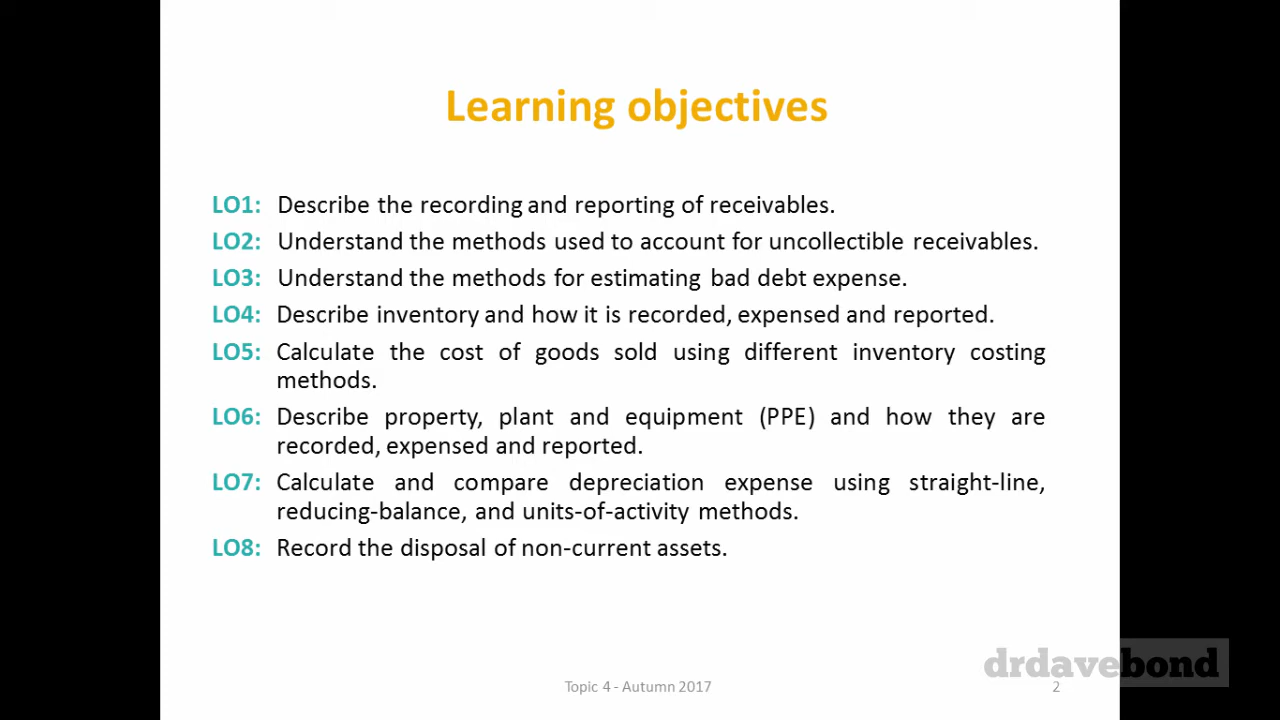 Learning objectives
LO1: Describe the recording and reporting of receivables.
LO2: Understand the methods used to account for uncollectible receivables.
LO3: Understand the methods for estimating bad debt expense.
LO4: Describe inventory and how it is recorded, expensed and reported.
LO5: Calculate the cost of goods sold using different inventory costing
methods.
LO6: Describe property, plant and equipment (PPE) and how they are
recorded, expensed and reported.
LO7: Calculate and compare depreciation expense using straight-line,
reducing-balance, and units-of-activity methods.
LO8: Record the disposal of non-current assets.
drdavebond
Topic 4 - Autumn 2017
2